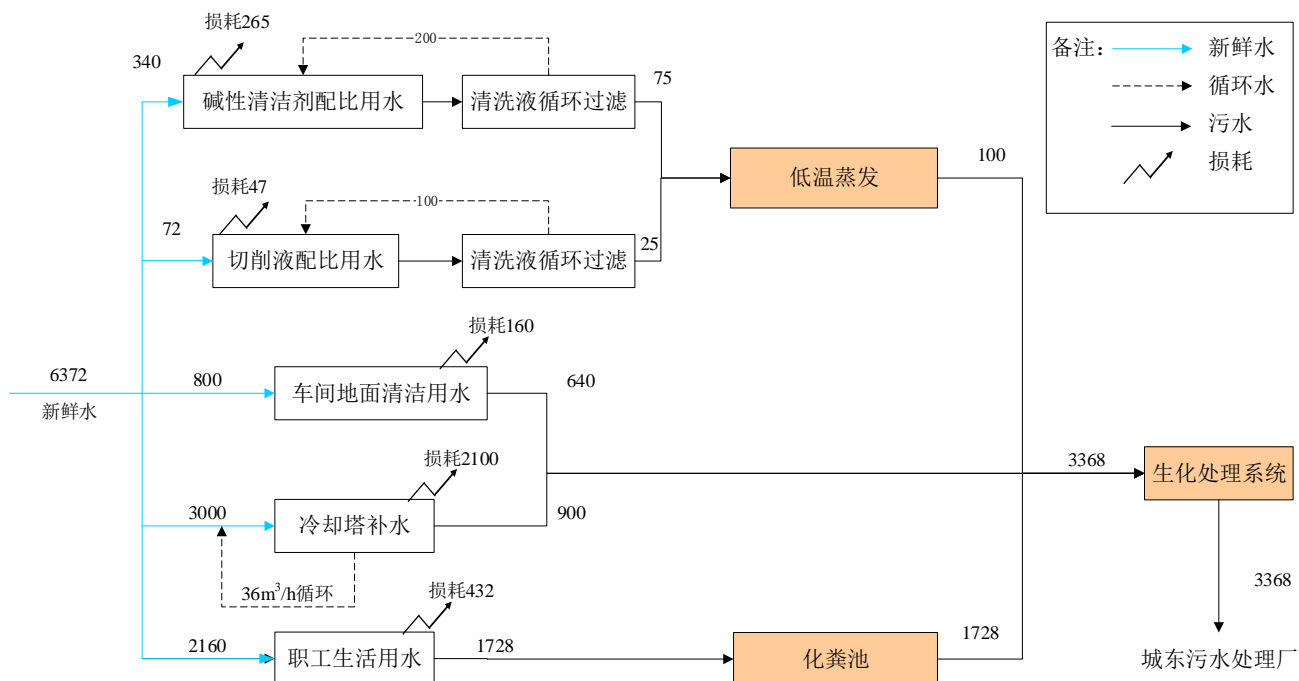 损耗265
340
200
75
碱性清洁剂配比用水
清洗液循环过滤
损耗47
72
100
25
切削液配比用水
清洗液循环过滤
低温蒸发
100
备注:
新鲜水
循环水
污水
损耗
6372
新鲜水
800
损耗160
车间地面清洁用水
640
3000
损耗2100
冷却塔补水
900
36m³/h循环
2160
损耗432
职工生活用水
1728
化粪池
1728
3368
生化处理系统
3368
城东污水处理厂